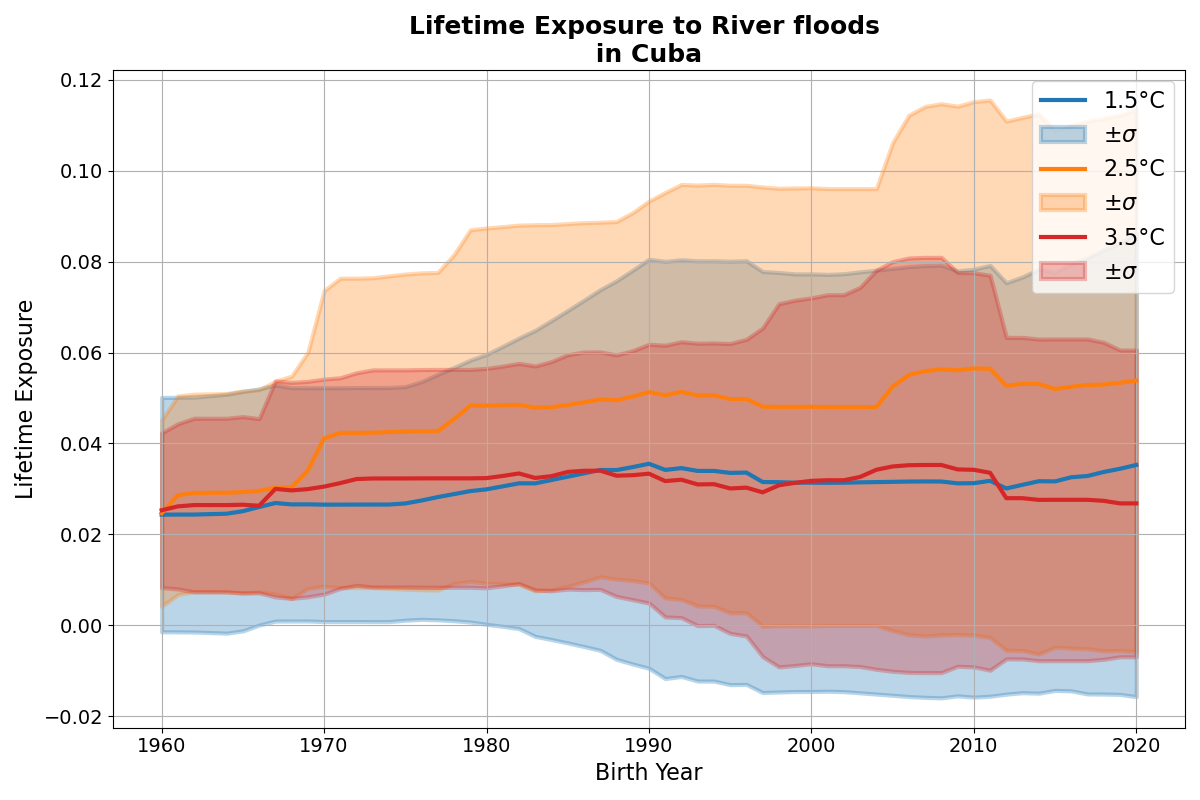 Lifetime Exposure to River floods
in Cuba
0.12
0.10
0.08
0.06
0.04
0.02
0.00
−0.02
Lifetime Exposure
1960
1970
1980
1990
2000
2010
2020
Birth Year
1.5°C
±σ
2.5°C
±σ
3.5°C
±σ